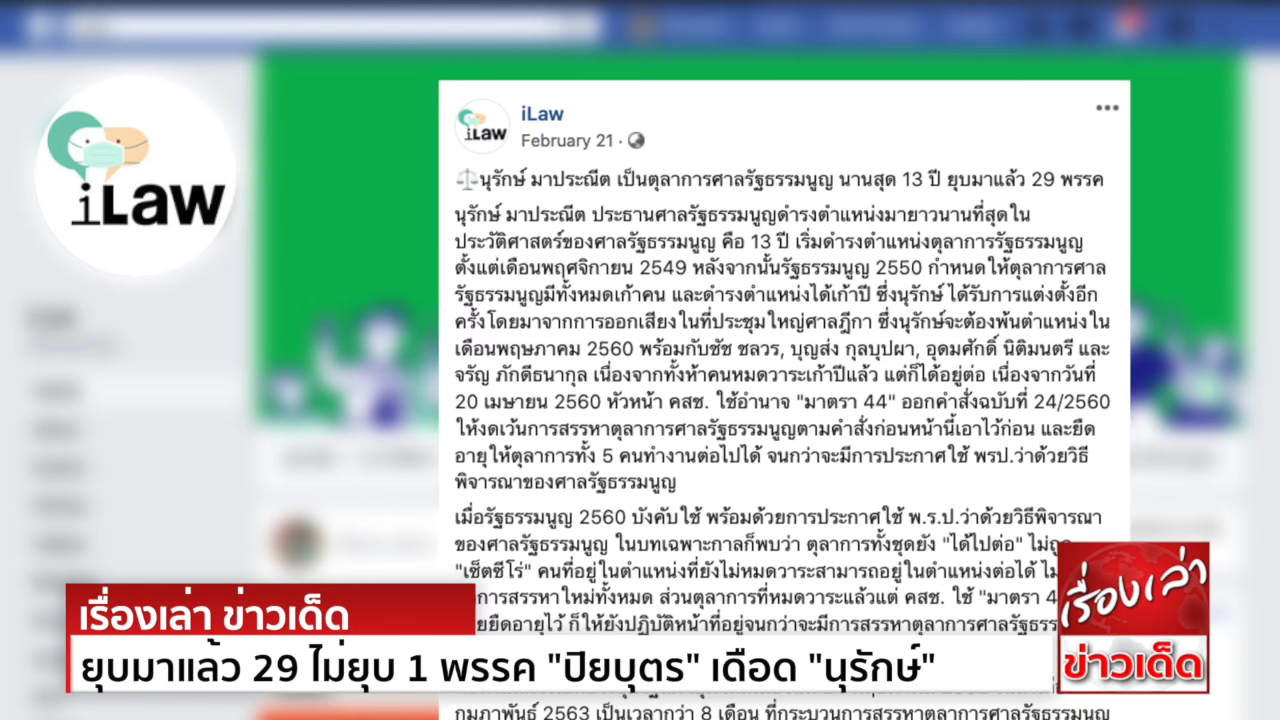 iLaw
iLaw
iLaw
February 21 ·
⚖️นุรักษ์ มาประณีต เป็นตุลาการศาลรัฐธรรมนูญ นานสุด 13 ปี ยุบมาแล้ว 29 พรรค
นุรักษ์ มาประณีต ประธานศาลรัฐธรรมนูญดำรงตำแหน่งมายาวนานที่สุดใน
ประวัติศาสตร์ของศาลรัฐธรรมนูญ คือ 13 ปี เริ่มดำรงตำแหน่งตุลาการรัฐธรรมนูญ
ตั้งแต่เดือนพฤศจิกายน 2549 หลังจากนั้นรัฐธรรมนูญ 2550 กำหนดให้ตุลาการศาล
รัฐธรรมนูญมีทั้งหมดเก้าคน และดำรงตำแหน่งได้เก้าปี ซึ่งนุรักษ์ ได้รับการแต่งตั้งอีก
ครั้งโดยมาจากการออกเสียงในที่ประชุมใหญ่ศาลฎีกา ซึ่งนุรักษ์จะต้องพ้นตำแหน่งใน
เดือนพฤษภาคม 2560 พร้อมกับชัช ชลวร, บุญส่ง กุลบุปผา, อุดมศักดิ์ นิติมนตรี และ
จรัญ ภักดีธนากุล เนื่องจากทั้งห้าคนหมดวาระเก้าปีแล้ว แต่ก็ได้อยู่ต่อ เนื่องจากวันที่
20 เมษายน 2560 หัวหน้า คสช. ใช้อำนาจ "มาตรา 44" ออกคำสั่งฉบับที่ 24/2560
ให้งดเว้นการสรรหาตุลาการศาลรัฐธรรมนูญตามคำสั่งก่อนหน้านี้เอาไว้ก่อน และยืด
อายุให้ตุลาการทั้ง 5 คนทำงานต่อไปได้ จนกว่าจะมีการประกาศใช้ พรป.ว่าด้วยวิธี
พิจารณาของศาลรัฐธรรมนูญ
เมื่อรัฐธรรมนูญ 2560 บังคับใช้ พร้อมด้วยการประกาศใช้ พ.ร.ป.ว่าด้วยวิธีพิจารณา
ของศาลรัฐธรรมนูญ ในบทเฉพาะกาลก็พบว่า ตุลาการทั้งชุดยัง "ได้ไปต่อ" ไม่ถูก
"เซ็ตซีโร่" คนที่อยู่ในตำแหน่งที่ยังไม่หมดวาระสามารถอยู่ในตำแหน่งต่อได้
การสรรหาใหม่ทั้งหมด ส่วนตุลาการที่หมดวาระแล้วแต่ คสช. ใช้ "มาตรา 4
ยืดอายุไว้ ก็ให้ยังปฏิบัติหน้าที่อยู่จนกว่าจะมีการสรรหาตุลาการศาลรัฐธรร
กุมภาพันธ์ 2563 เป็นเวลากว่า 8 เดือน ที่กระบวนการสรรหาตุลาการศาลรัฐธรรมนูญ
เรื่องเล่า ข่าวเด็ด
ยุบมาแล้ว 29 ไม่ยุบ 1 พรรค "ปิยบุตร" เดือด "นุรักษ์"
เรื่องเล่า
ข่าวเด็ด